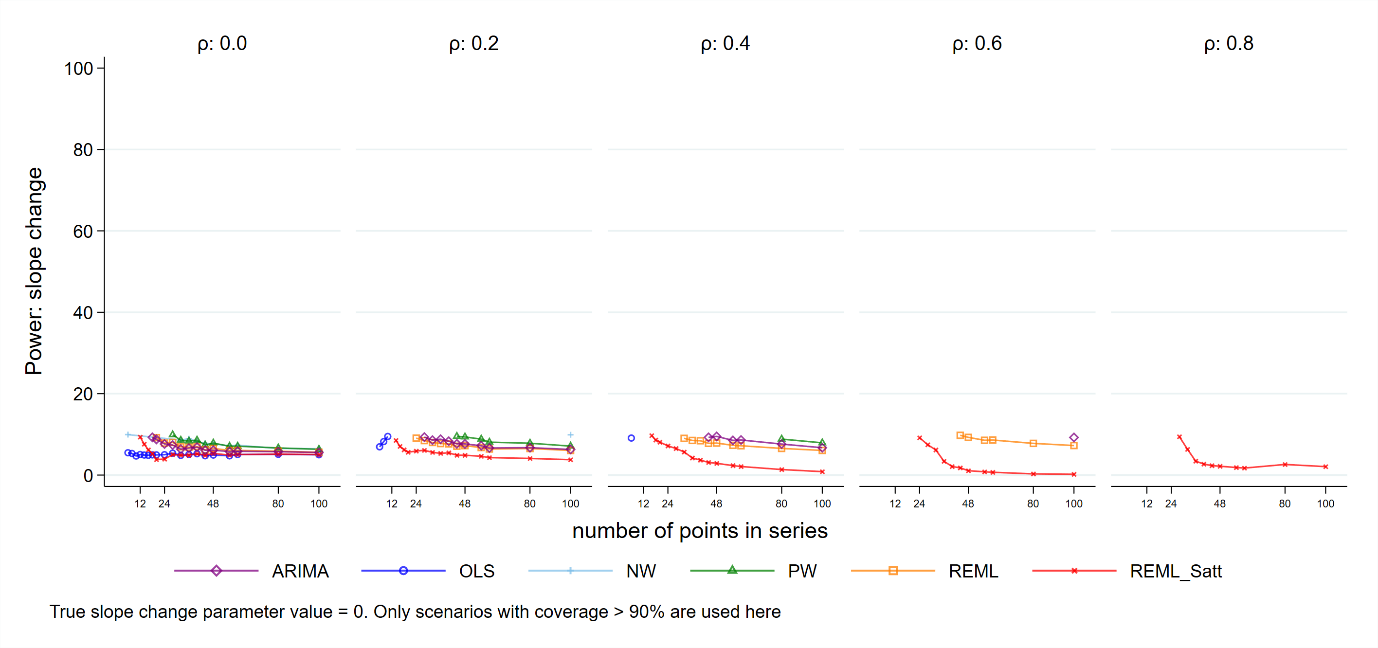 ρ: 0.0 ρ: 0.2 ρ: 0.4 ρ: 0.6 ρ: 0.8
100
80
60
40
20
0
Power: slope change
12 24 48 80 100 12 24 48 80 100 12 24 48 80 100 12 24 48 80 100 12 24 48 80 100
number of points in series
ARIMA OLS NW PW REML REML_Satt
True slope change parameter value = 0. Only scenarios with coverage > 90% are used here